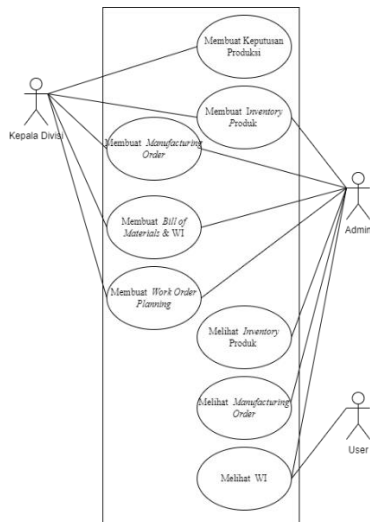 Membuat Keputusan
Produksi
Kepala Divisi
Membuat Inventory
Produk
Membuat Manufacturing
Order
Membuat Bill of
Materials & WI
Admin
Membuat Work Order
Planning
Melihat Inventory
Produk
Melihat Manufacturing
Order
User
Melihat WI